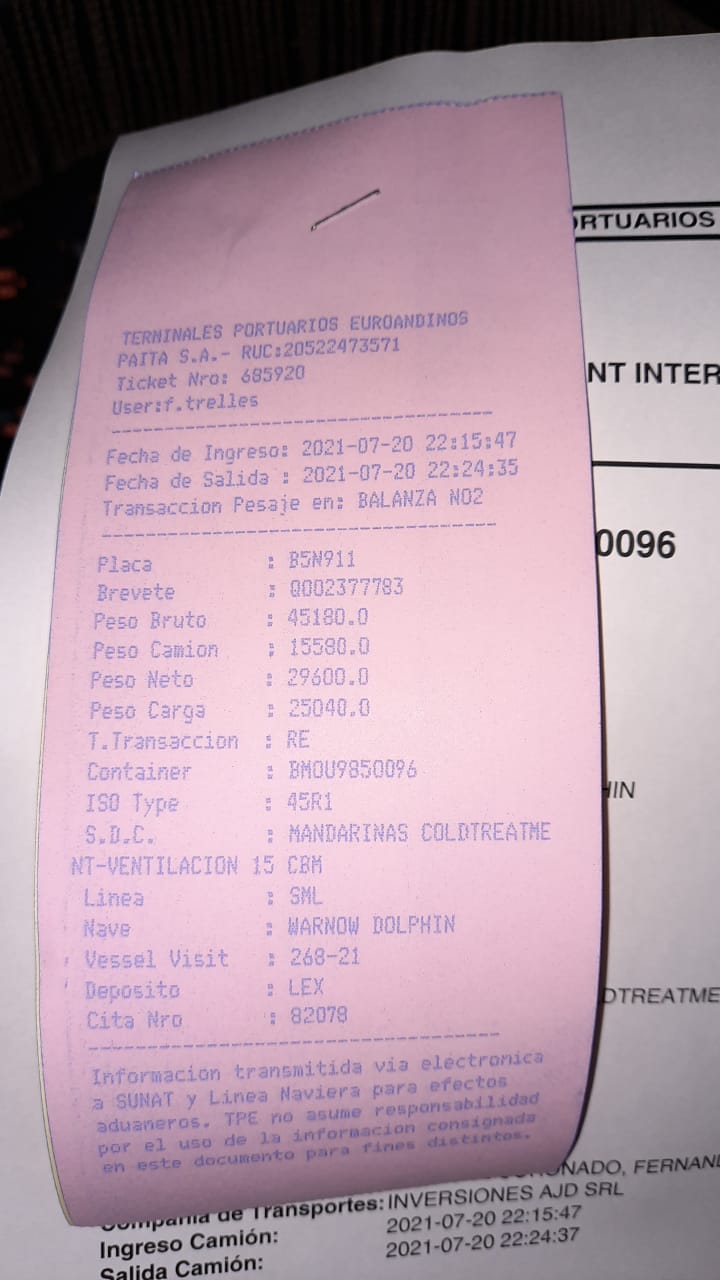 TERMINALES PORTUARIOS EUROANDINOS
PAITA S.A.- RUC:20522473571
Ticket Nro: 685920
User:f.trelles
Fecha de Ingreso: 2021-07-20 22:15:47
Fecha de Salida : 2021-07-20 22:24:35
Transaccion Pesaje en: BALANZA NO2
Placa : B5N911
Brevete : Q002377783
Peso Bruto : 45180.0
Peso Camion : 15580.0
Peso Neto : 29600.0
Peso Carga : 25040.0
T.Transaccion : RE
Container : BMOU9850096
ISO Type : 45R1
S.D.C. : MANDARINAS COLDTREATME
NT-VENTILACION 15 CBM
Linea : SML
Nave : WARNOW DOLPHIN
Vessel Visit : 268-21
Deposito : LEX
Cita Nro : 82078
Informacion transmitida via electronica
a SUNAT y Linea Naviera para efectos
aduaneros. TPE no asume responsabilidad
por el uso de la informacion consignada
en este documento para fines distintos.
ORTUARIOS
NT INTER
0096
HIN
DTREATME
ONADO, FERNAN
Compañía de Transportes: INVERSIONES AJD SRL
Ingreso Camión: 2021-07-20 22:15:47
Salida Camión: 2021-07-20 22:24:37